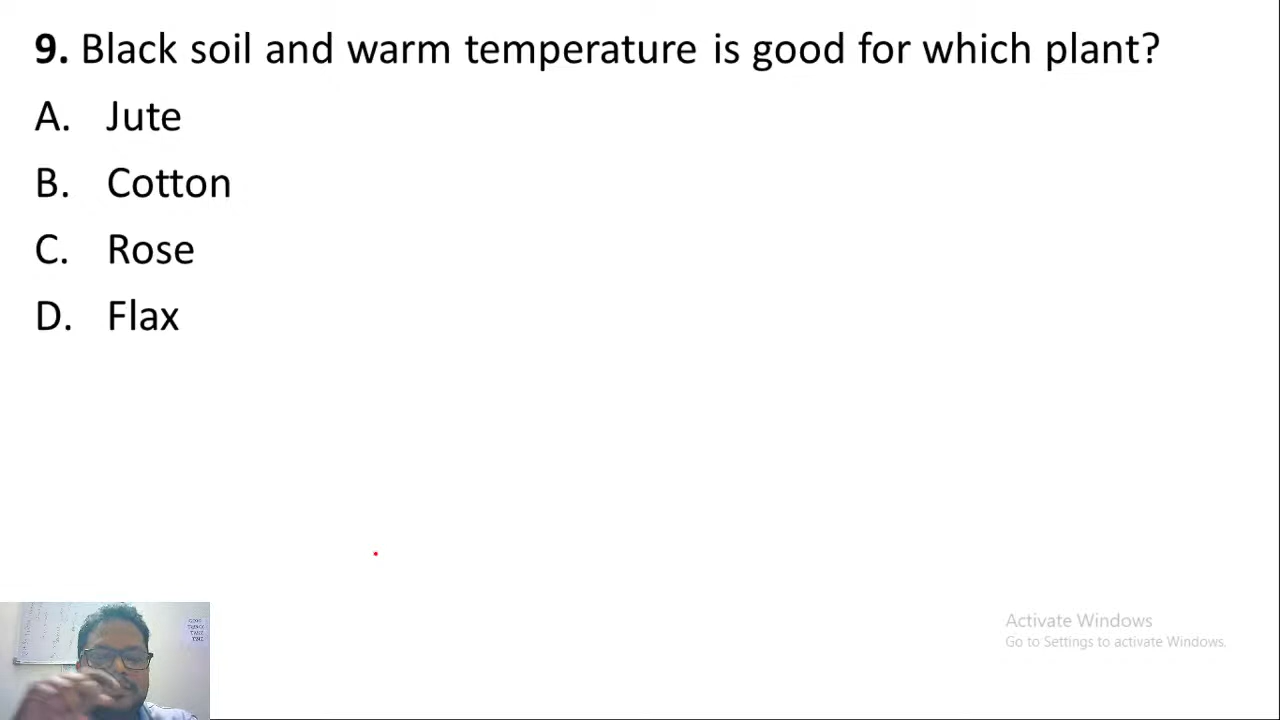 9. Black soil and warm temperature is good for which plant?
A. Jute
B. Cotton
C. Rose
D. Flax
Activate Windows
Go to Settings to activate Windows.